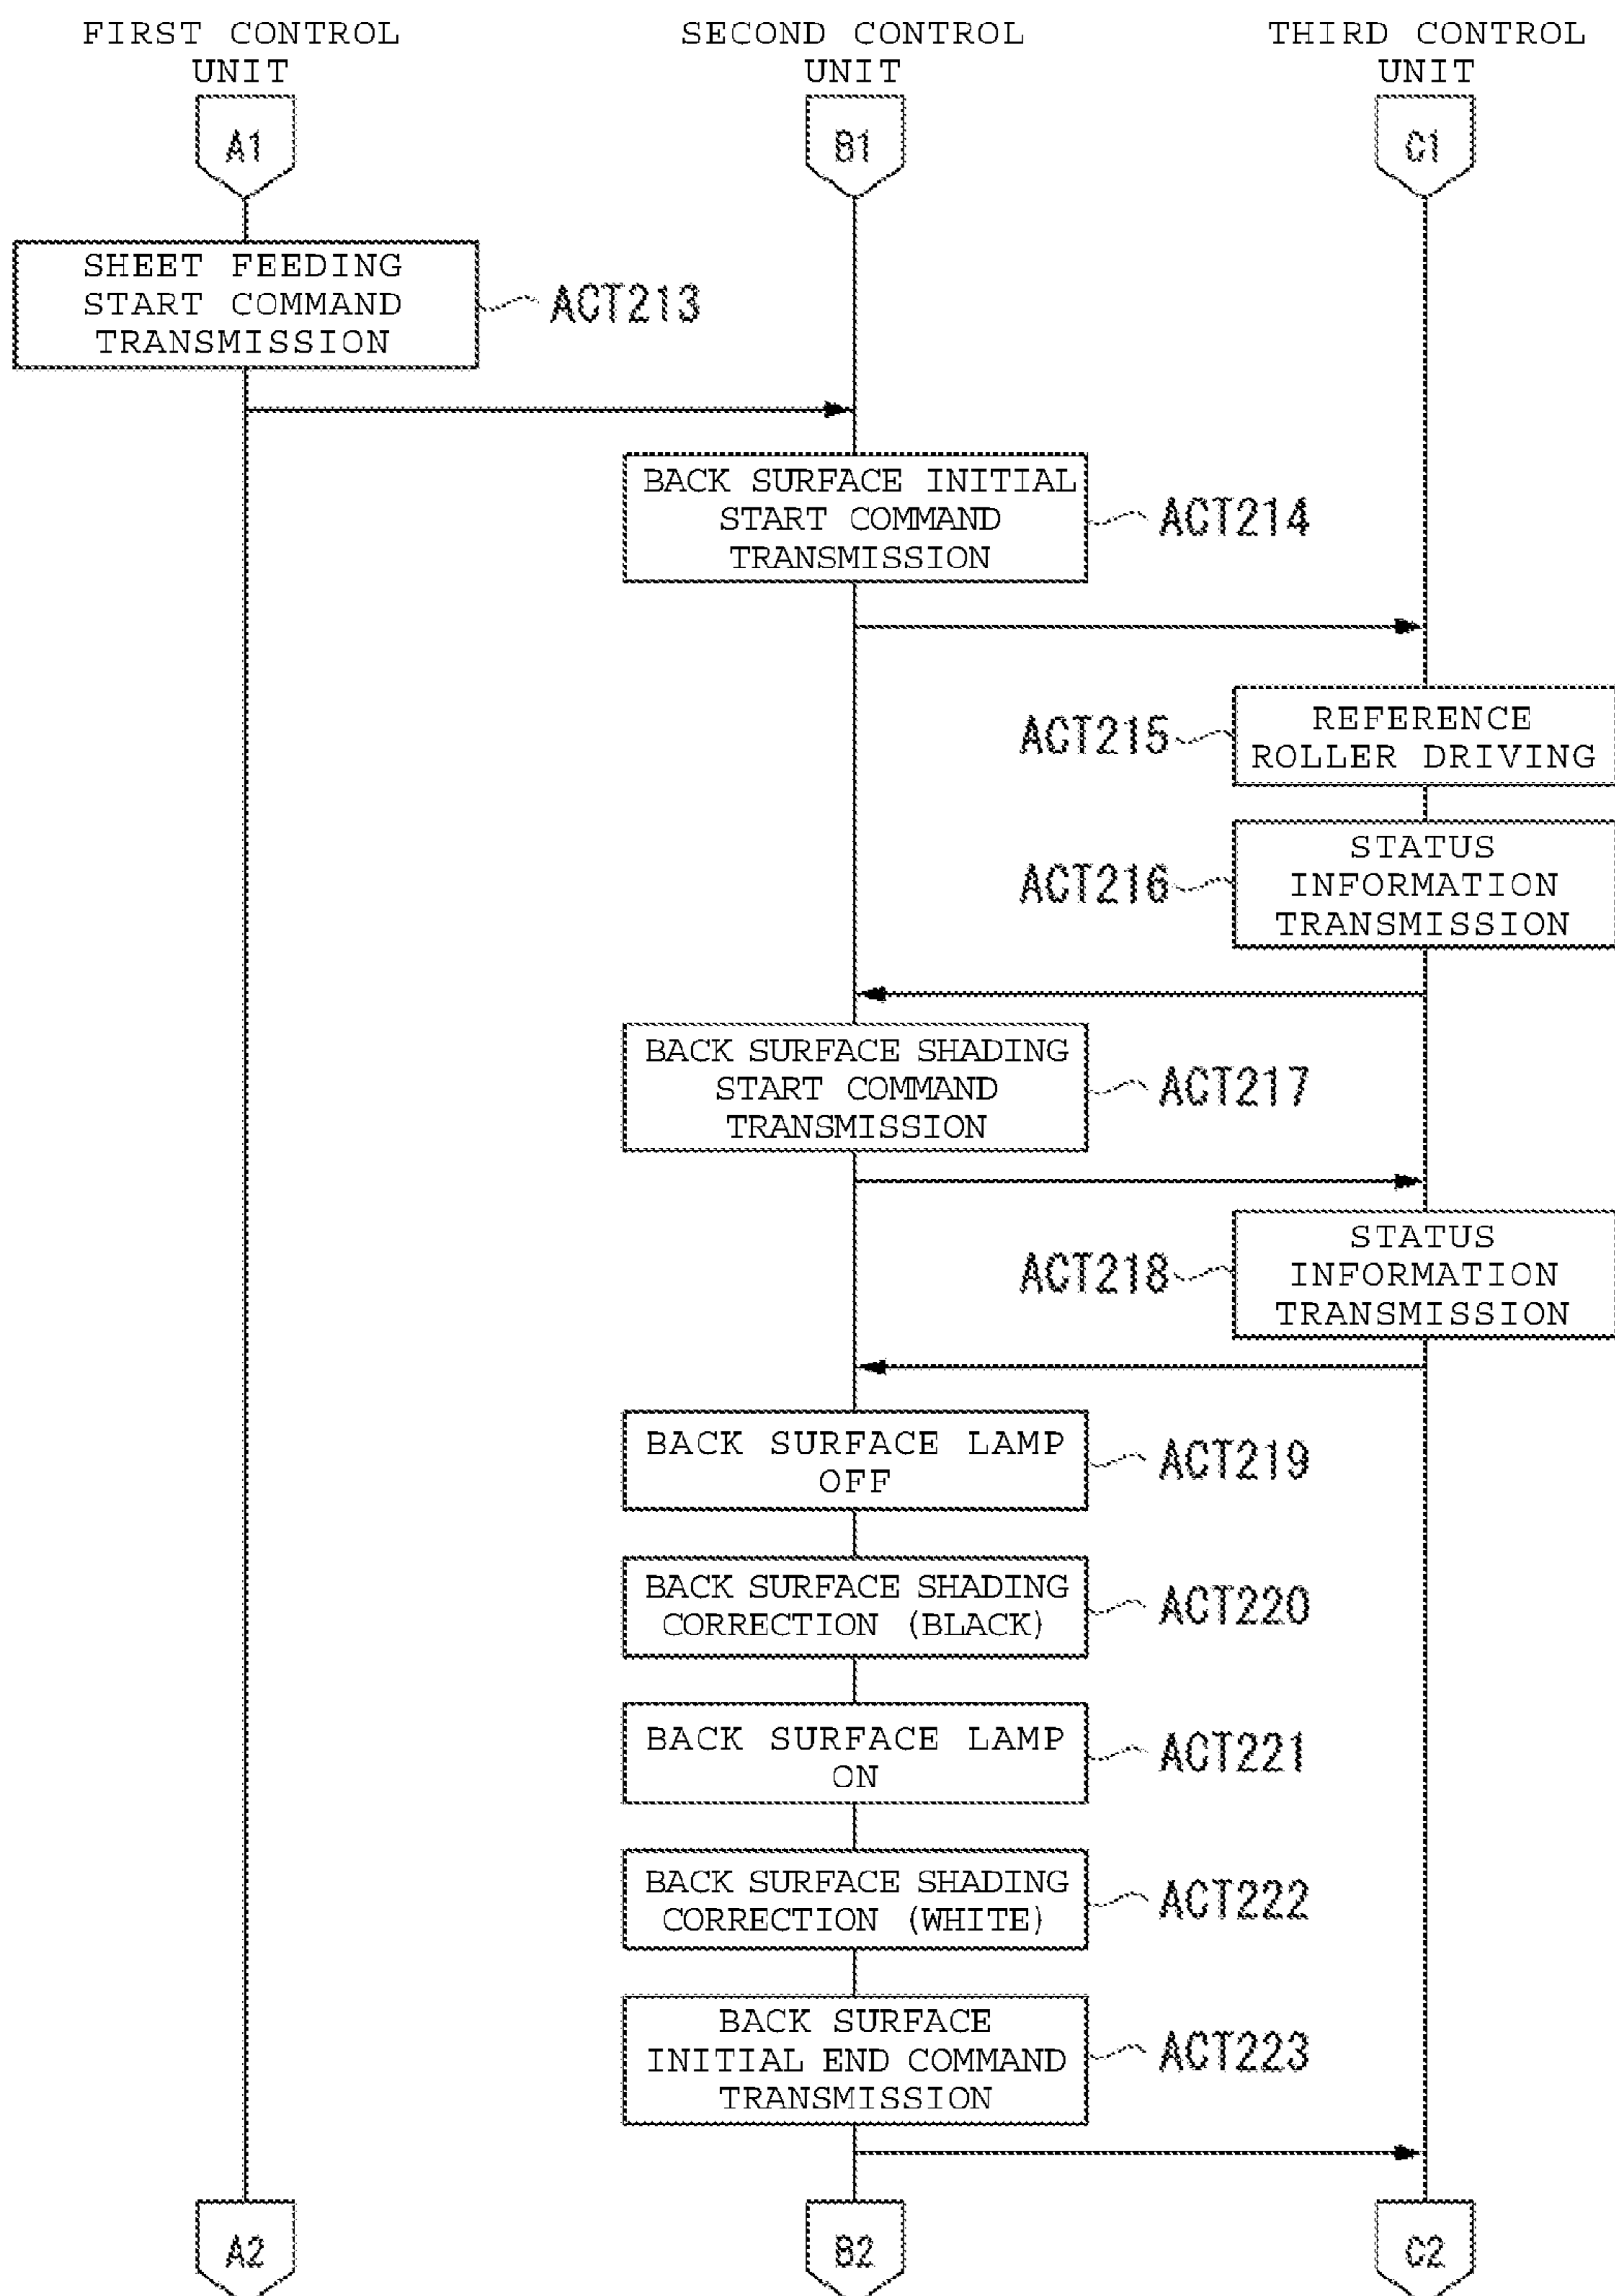 FIRST CONTROL
UNIT
SECOND CONTROL
UNIT
THIRD CONTROL
UNIT
A1
B1
C1
SHEET FEEDING
START COMMAND
TRANSMISSION
ACT213
BACK SURFACE INITIAL
START COMMAND
TRANSMISSION
ACT214
ACT215
REFERENCE
ROLLER DRIVING
ACT216
STATUS
INFORMATION
TRANSMISSION
BACK SURFACE SHADING
START COMMAND
TRANSMISSION
ACT217
ACT218
STATUS
INFORMATION
TRANSMISSION
BACK SURFACE LAMP
OFF
ACT219
BACK SURFACE SHADING
CORRECTION (BLACK)
ACT220
BACK SURFACE LAMP
ON
ACT221
BACK SURFACE SHADING
CORRECTION (WHITE)
ACT222
BACK SURFACE
INITIAL END COMMAND
TRANSMISSION
ACT223
A2
B2
C2